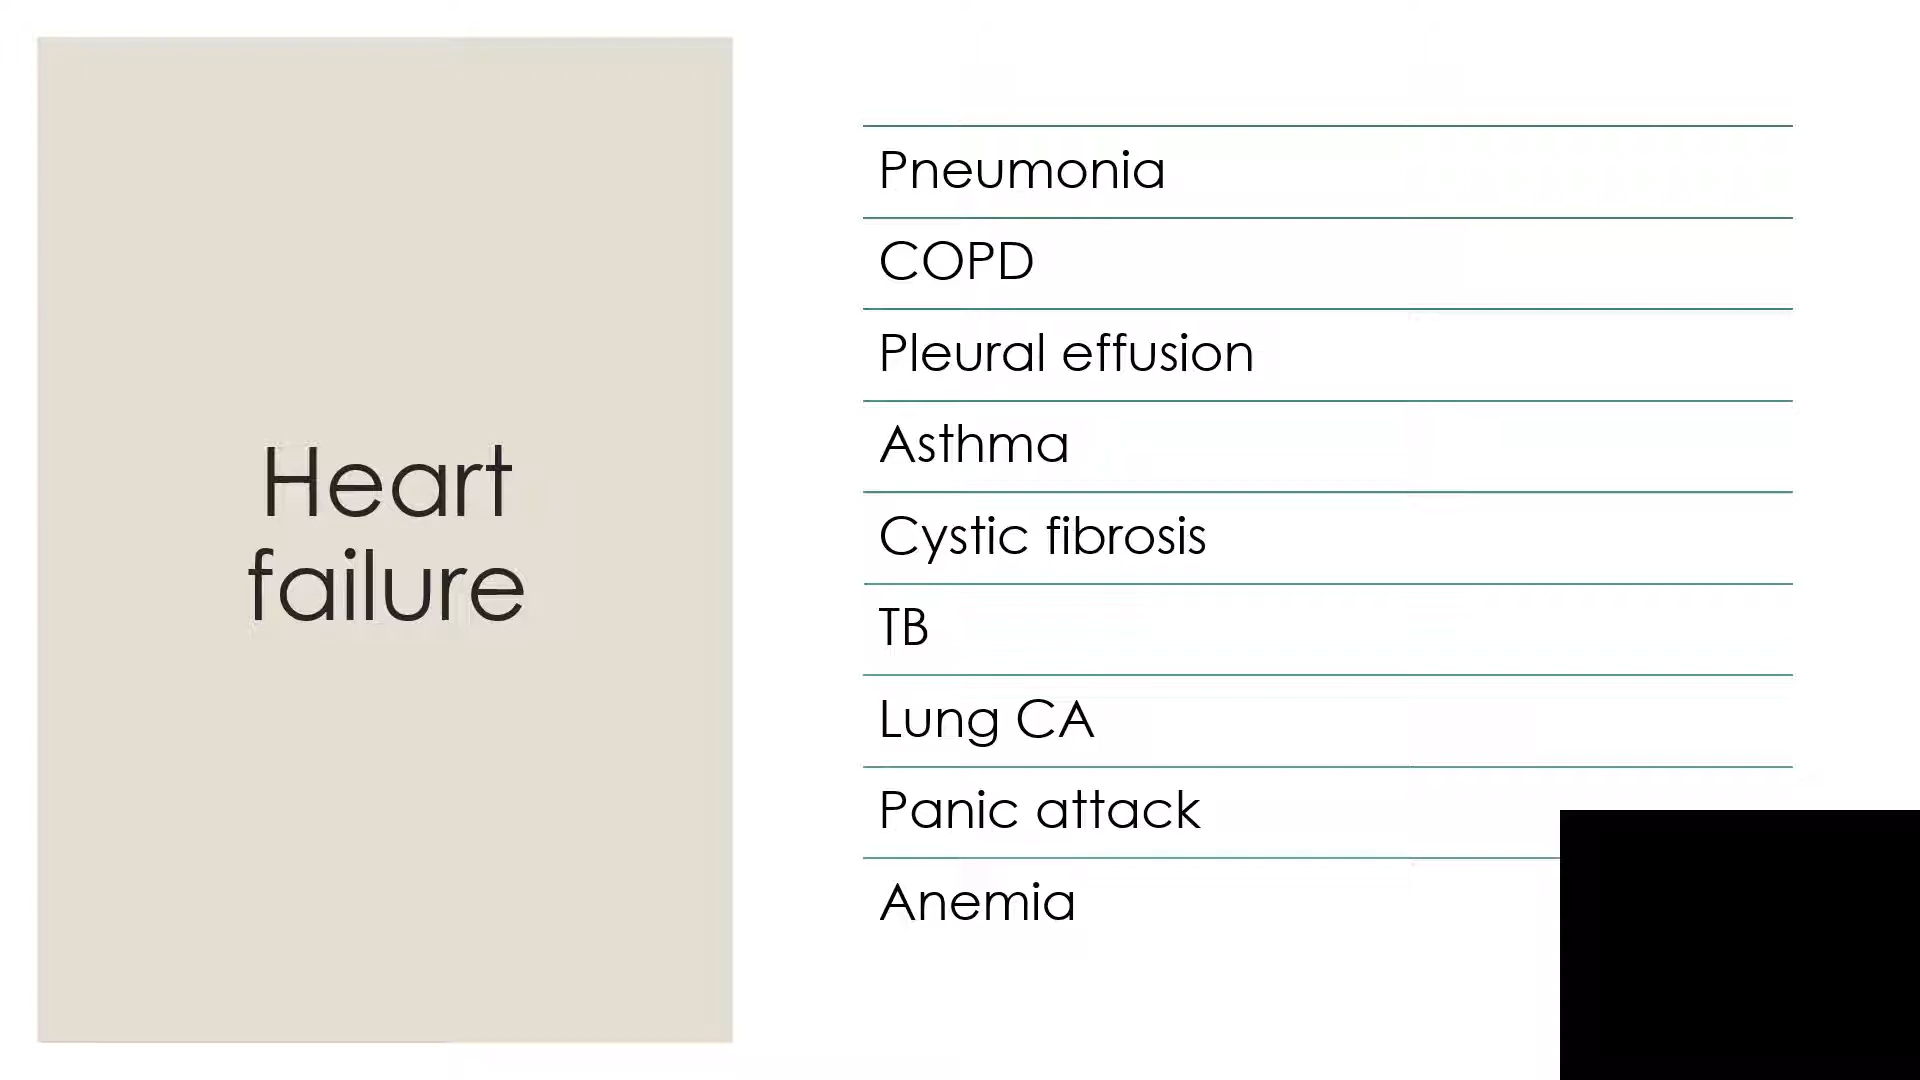 Heart
failure
Pneumonia
COPD
Pleural effusion
Asthma
Cystic fibrosis
TB
Lung CA
Panic attack
Anemia